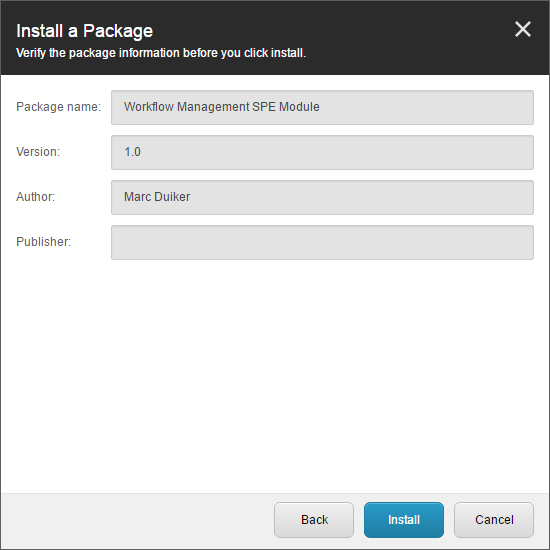 Install a Package
Verify the package information before you click install.
Package name: Workflow Management SPE Module
Version: 1.0
Author: Marc Duiker
Publisher:
Back Install Cancel